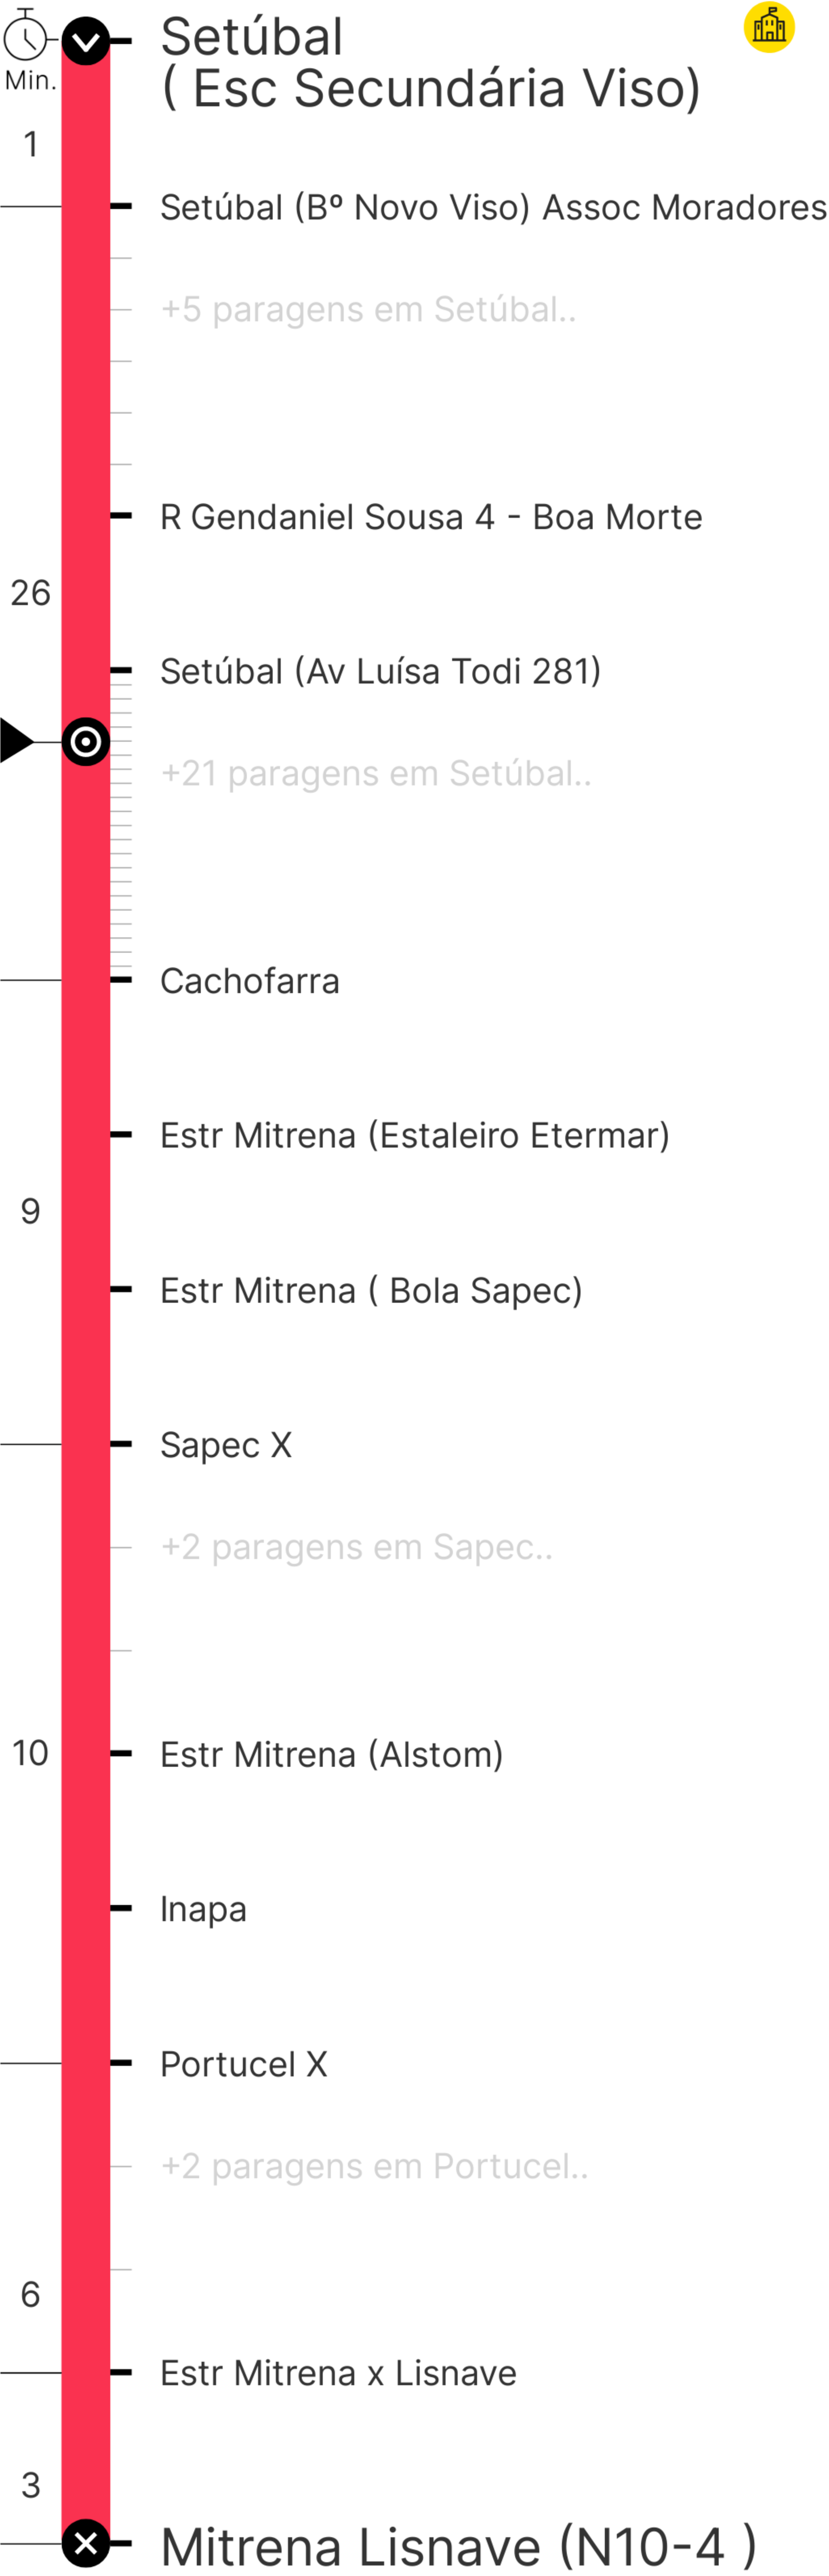 Setúbal
( Esc Secundária Viso)
Min.
1
Setúbal (Bº Novo Viso) Assoc Moradores
+5 paragens em Setúbal..
R Gendaniel Sousa 4 - Boa Morte
26
Setúbal (Av Luísa Todi 281)
+21 paragens em Setúbal..
Cachofarra
Estr Mitrena (Estaleiro Etermar)
9
Estr Mitrena ( Bola Sapec)
Sapec X
+2 paragens em Sapec..
10
Estr Mitrena (Alstom)
Inapa
Portucel X
+2 paragens em Portucel..
6
Estr Mitrena x Lisnave
3
Mitrena Lisnave (N10-4 )